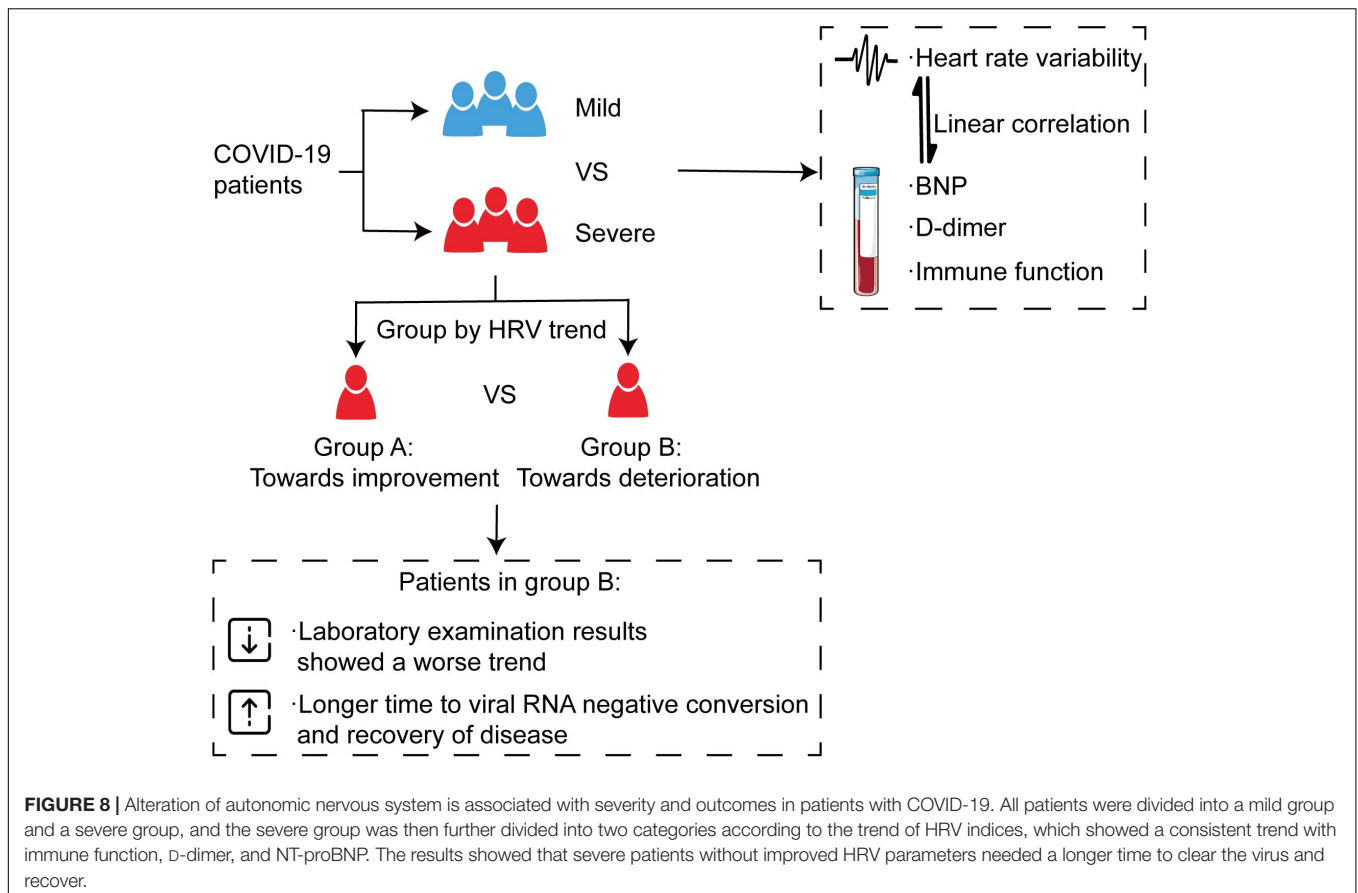 COVID-19
patients
Mild
VS
Severe
·Heart rate variability
Linear correlation
·BNP
·D-dimer
·Immune function
Group by HRV trend
VS
Group A:
Towards improvement
Group B:
Towards deterioration
Patients in group B:
·Laboratory examination results
showed a worse trend
·Longer time to viral RNA negative conversion
and recovery of disease
FIGURE 8 | Alteration of autonomic nervous system is associated with severity and outcomes in patients with COVID-19. All patients were divided into a mild group
and a severe group, and the severe group was then further divided into two categories according to the trend of HRV indices, which showed a consistent trend with
immune function, D-dimer, and NT-proBNP. The results showed that severe patients without improved HRV parameters needed a longer time to clear the virus and
recover.